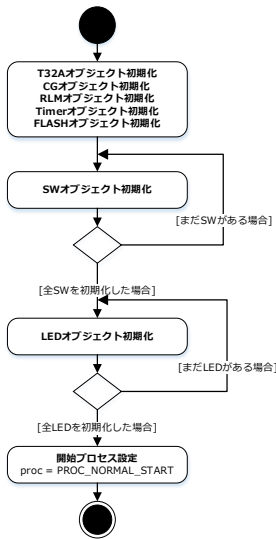 T32Aオブジェクト初期化
CGオブジェクト初期化
RLMオブジェクト初期化
Timerオブジェクト初期化
FLASHオブジェクト初期化
SWオブジェクト初期化
[まだSWがある場合]
[全SWを初期化した場合]
LEDオブジェクト初期化
[まだLEDがある場合]
[全LEDを初期化した場合]
開始プロセス設定
proc = PROC_NORMAL_START